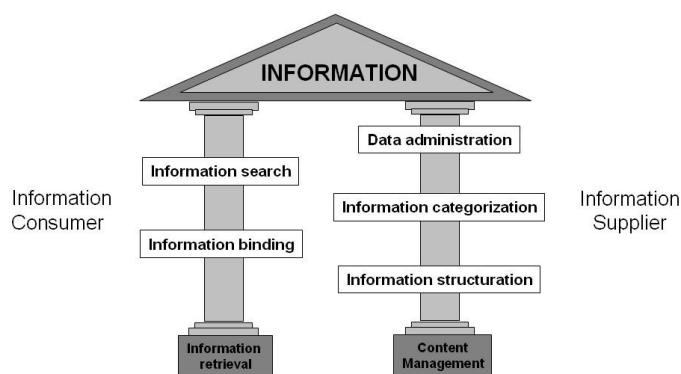 INFORMATION
Data administration
Information search
Information
Consumer
Information categorization
Information
Supplier
Information binding
Information structuration
Information
retrieval
Content
Management